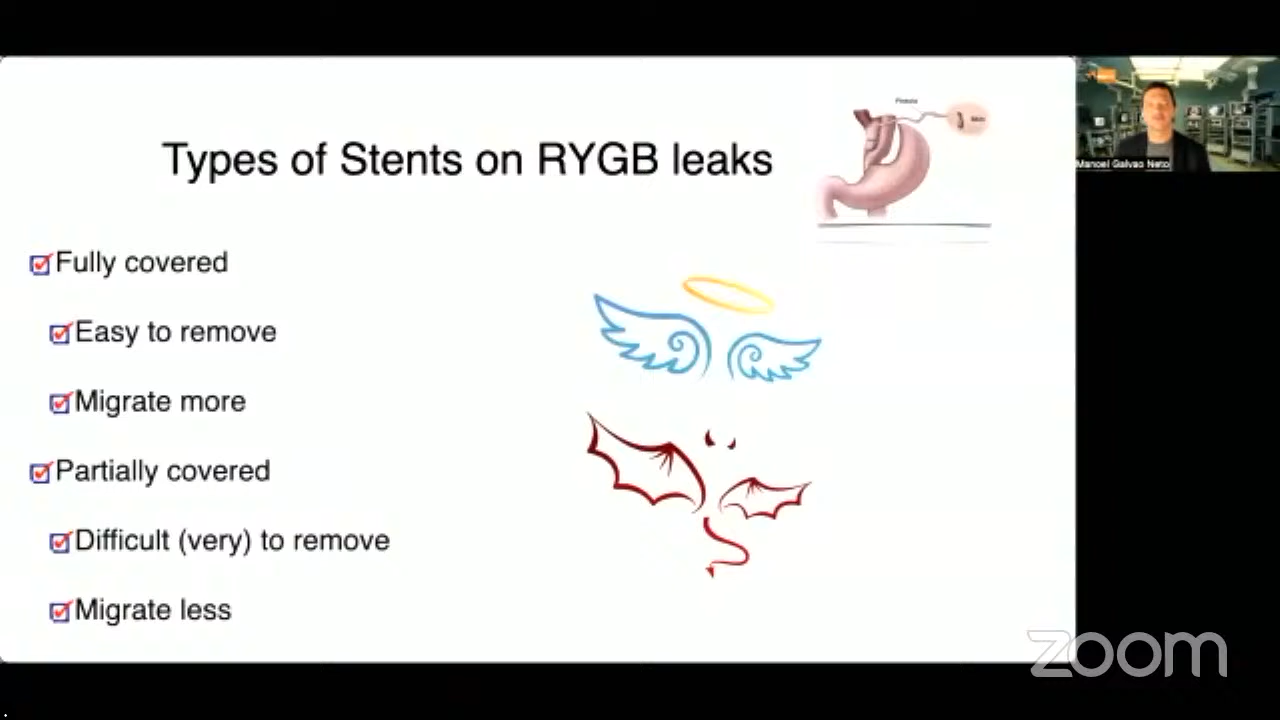 Types of Stents on RYGB leaks
Fistula
Manoel Galvao Neto
Fully covered
Easy to remove
Migrate more
Partially covered
Difficult (very) to remove
Migrate less
zoom